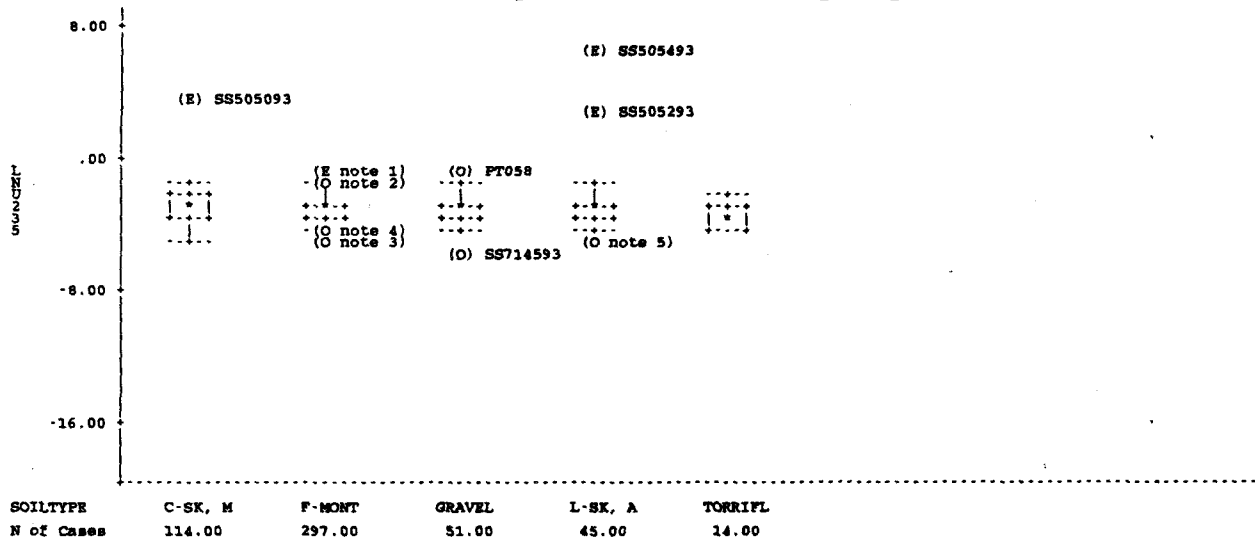 8.00
(E) SS505493
(E) SS505093
(E) SS505293
.00
(E note 1) (O) PT058
(O note 2)
(O note 4)
(O note 3)
(O note 5)
(O) SS714593
-8.00
-16.00
SOILTYPE C-SK, M F-MONT GRAVEL L-SK, A TORRIFL
N of Cases 114.00 297.00 51.00 45.00 14.00